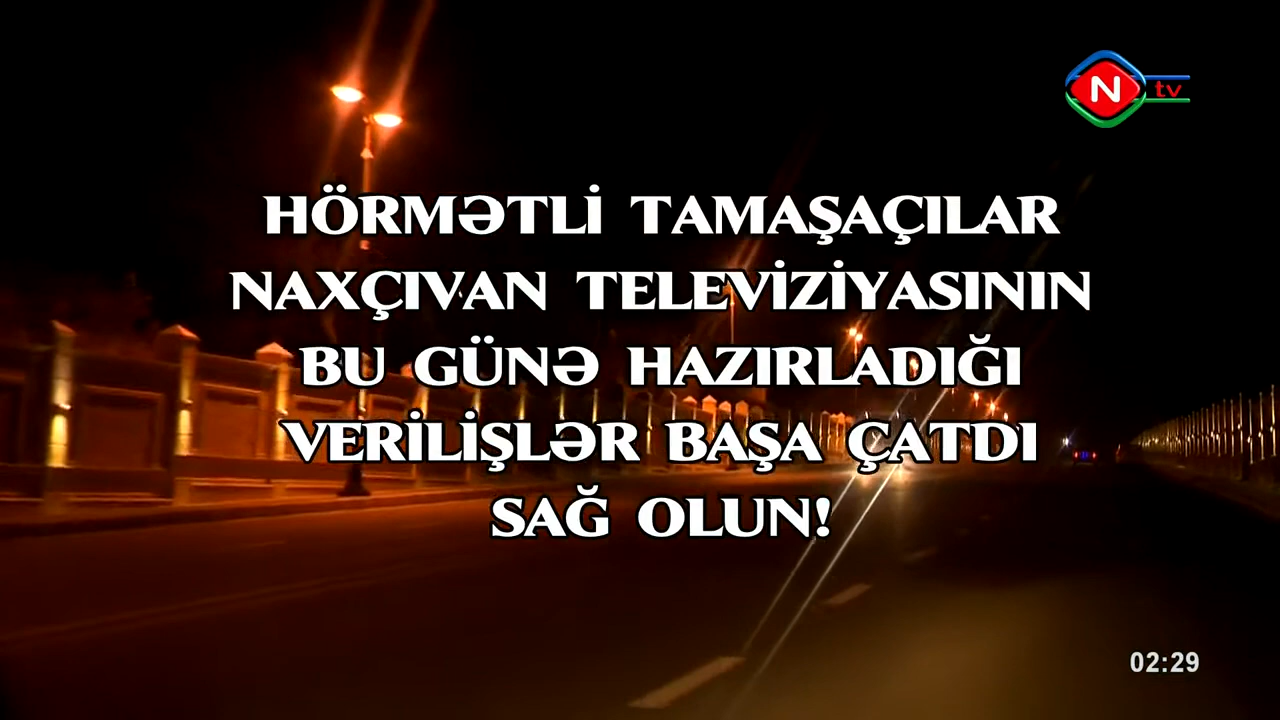 N tv
HÖRMƏTLİ TAMAŞAÇILAR
NAXÇIVAN TELEVİZİYASININ
BU GÜNƏ HAZIRLADIĞI
VERİLİŞLƏR BAŞA ÇATDI
SAĞ OLUN!
02:29